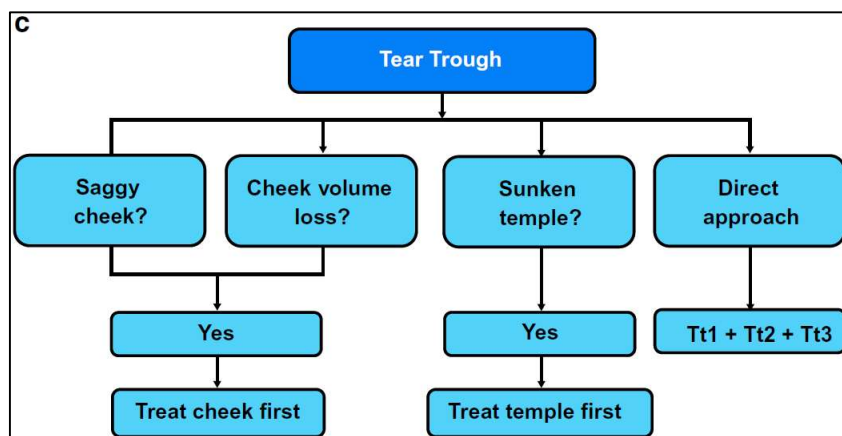 c
Tear Trough
Saggy
cheek?
Cheek volume
loss?
Sunken
temple?
Direct
approach
Yes
Yes
Tt1 + Tt2 + Tt3
Treat cheek first
Treat temple first